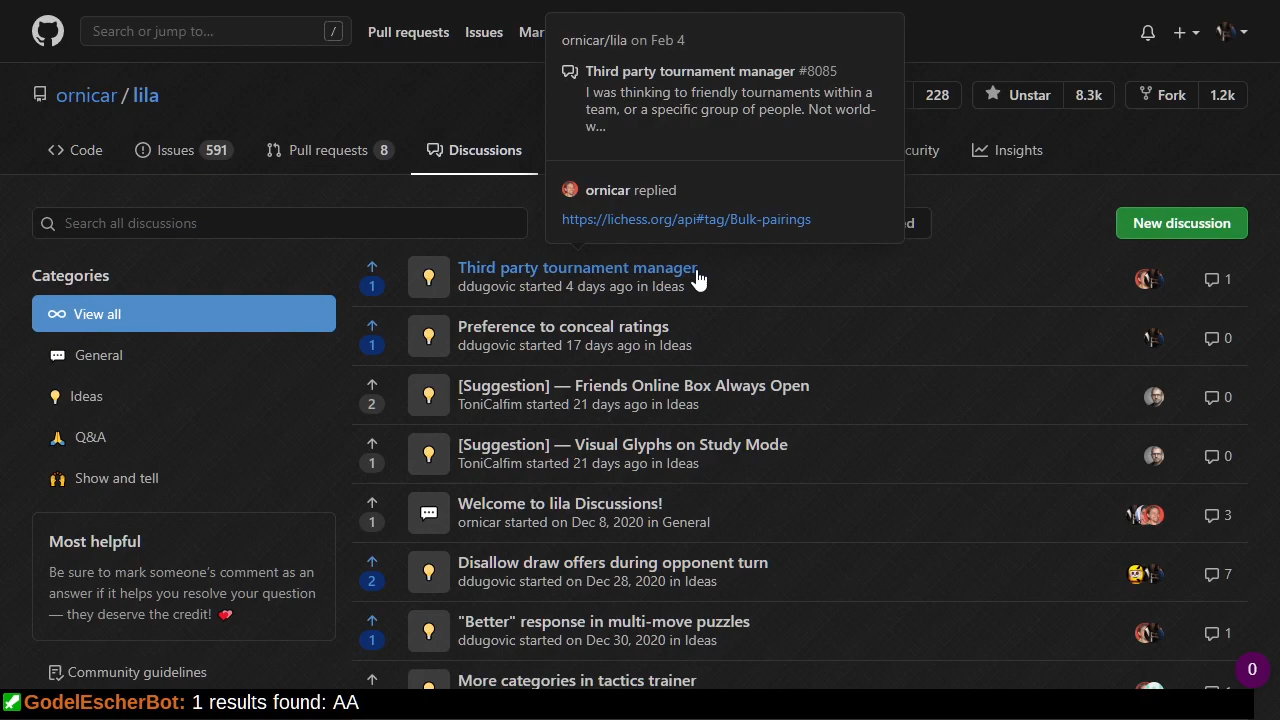 Search or jump to...
/
Pull requests
Issues
Mar
ornicar/lila on Feb 4
Third party tournament manager #8085
I was thinking to friendly tournaments within a
team, or a specific group of people. Not world-
w...
ornicar replied
https://lichess.org/api#tag/Bulk-pairings
ornicar / lila
228
Unstar
8.3k
Fork
1.2k
Code
Issues 591
Pull requests 8
Discussions
curity
Insights
Search all discussions
ed
New discussion
Categories
View all
General
Ideas
Q&A
Show and tell
Most helpful
Be sure to mark someone's comment as an
answer if it helps you resolve your question
— they deserve the credit!
Community guidelines
1
Third party tournament manager
ddugovic started 4 days ago in Ideas
1
1
Preference to conceal ratings
ddugovic started 17 days ago in Ideas
0
2
[Suggestion] — Friends Online Box Always Open
ToniCalfim started 21 days ago in Ideas
0
1
[Suggestion] — Visual Glyphs on Study Mode
ToniCalfim started 21 days ago in Ideas
0
1
Welcome to lila Discussions!
ornicar started on Dec 8, 2020 in General
3
2
Disallow draw offers during opponent turn
ddugovic started on Dec 28, 2020 in Ideas
7
1
"Better" response in multi-move puzzles
ddugovic started on Dec 30, 2020 in Ideas
1
More categories in tactics trainer
0
GodelEscherBot: 1 results found: AA